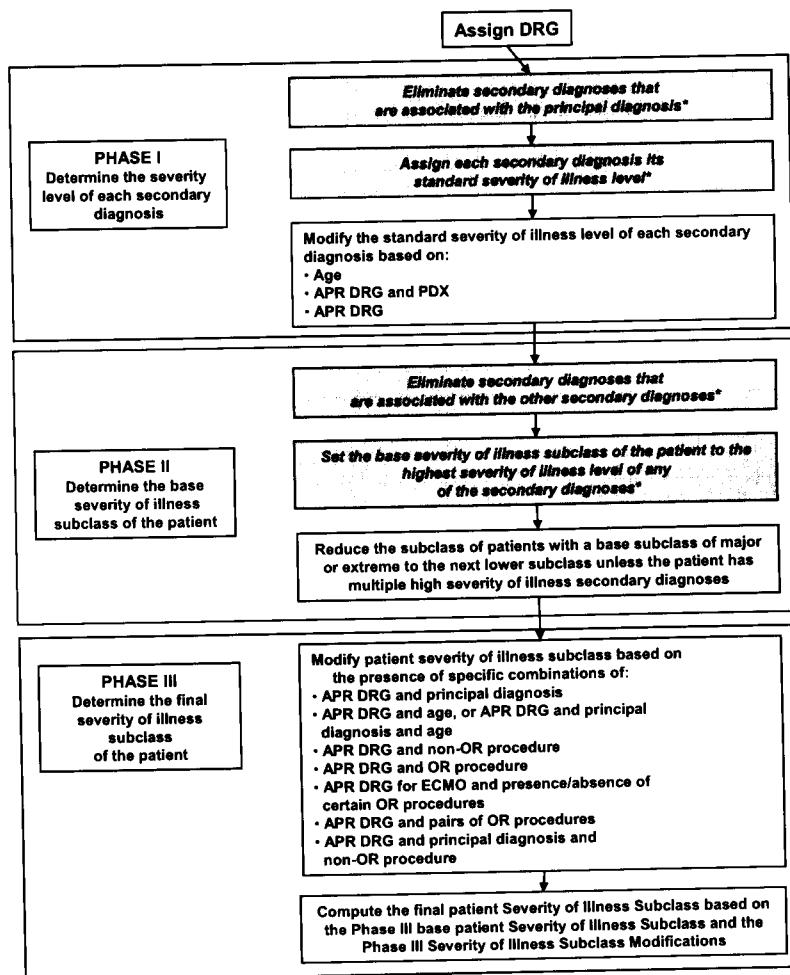 Assign DRG
Eliminate secondary diagnoses that
are associated with the principal diagnosis*
PHASE I
Determine the severity
level of each secondary
diagnosis
Assign each secondary diagnosis its
standard severity of illness level*
Modify the standard severity of illness level of each secondary
diagnosis based on:
• Age
• APR DRG and PDX
• APR DRG
Eliminate secondary diagnoses that
are associated with the other secondary diagnoses*
PHASE II
Determine the base
severity of illness
subclass of the patient
Set the base severity of illness subclass of the patient to the
highest severity of illness level of any
of the secondary diagnoses*
Reduce the subclass of patients with a base subclass of major
or extreme to the next lower subclass unless the patient has
multiple high severity of illness secondary diagnoses
PHASE III
Determine the final
severity of illness
subclass
of the patient
Modify patient severity of illness subclass based on
the presence of specific combinations of:
• APR DRG and principal diagnosis
• APR DRG and age, or APR DRG and principal
diagnosis and age
• APR DRG and non-OR procedure
• APR DRG and OR procedure
• APR DRG for ECMO and presence/absence of
certain OR procedures
• APR DRG and pairs of OR procedures
• APR DRG and principal diagnosis and
non-OR procedure
Compute the final patient Severity of Illness Subclass based on
the Phase III base patient Severity of Illness Subclass and the
Phase III Severity of Illness Subclass Modifications